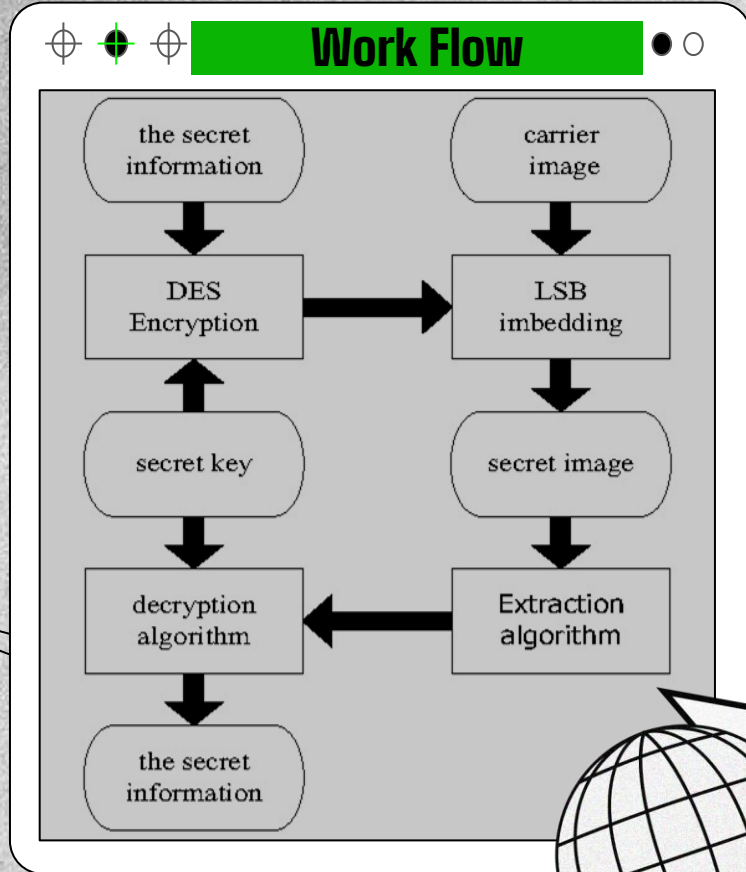 Work Flow
the secret
information
carrier
image
DES
Encryption
LSB
imbedding
secret key
secret image
decryption
algorithm
Extraction
algorithm
the secret
information